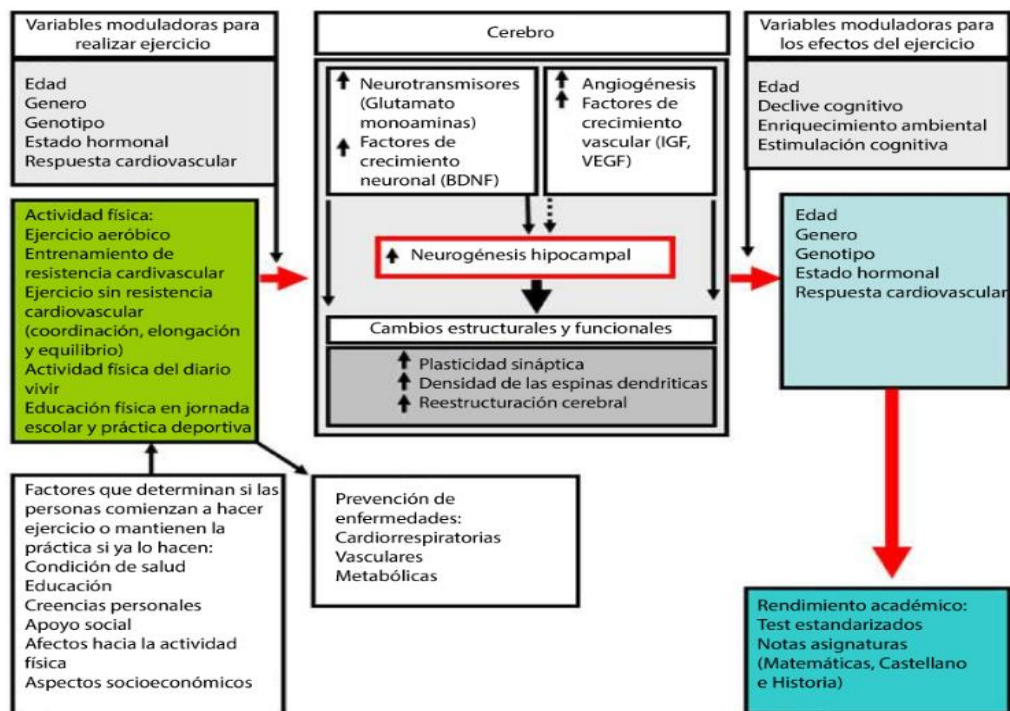 Variables moduladoras para
realizar ejercicio
Edad
Genero
Genotipo
Estado hormonal
Respuesta cardiovascular
Actividad física:
Ejercicio aeróbico
Entrenamiento de
resistencia cardivascular
Ejercicio sin resistencia
cardiovascular
(coordinación, elongación
y equilibrio)
Actividad física del diario
vivir
Educación física en jornada
escolar y práctica deportiva
Factores que determinan si las
personas comienzan a hacer
ejercicio o mantienen la
práctica si ya lo hacen:
Condición de salud
Educación
Creencias personales
Apoyo social
Afectos hacia la actividad
física
Aspectos socioeconómicos
Cerebro
Neurotransmisores
(Glutamato
monoaminas)
Factores de
crecimiento
neuronal (BDNF)
Angiogénesis
Factores de
crecimiento
vascular (IGF,
VEGF)
Neurogénesis hipocampal
Cambios estructurales y funcionales
Plasticidad sináptica
Densidad de las espinas dendriticas
Reestructuración cerebral
Prevención de
enfermedades:
Cardiorrespiratorias
Vasculares
Metabólicas
Variables moduladoras para
los efectos del ejercicio
Edad
Declive cognitivo
Enriquecimiento ambiental
Estimulación cognitiva
Edad
Genero
Genotipo
Estado hormonal
Respuesta cardiovascular
Rendimiento académico:
Test estandarizados
Notas asignaturas
(Matemáticas, Castellano
e Historia)